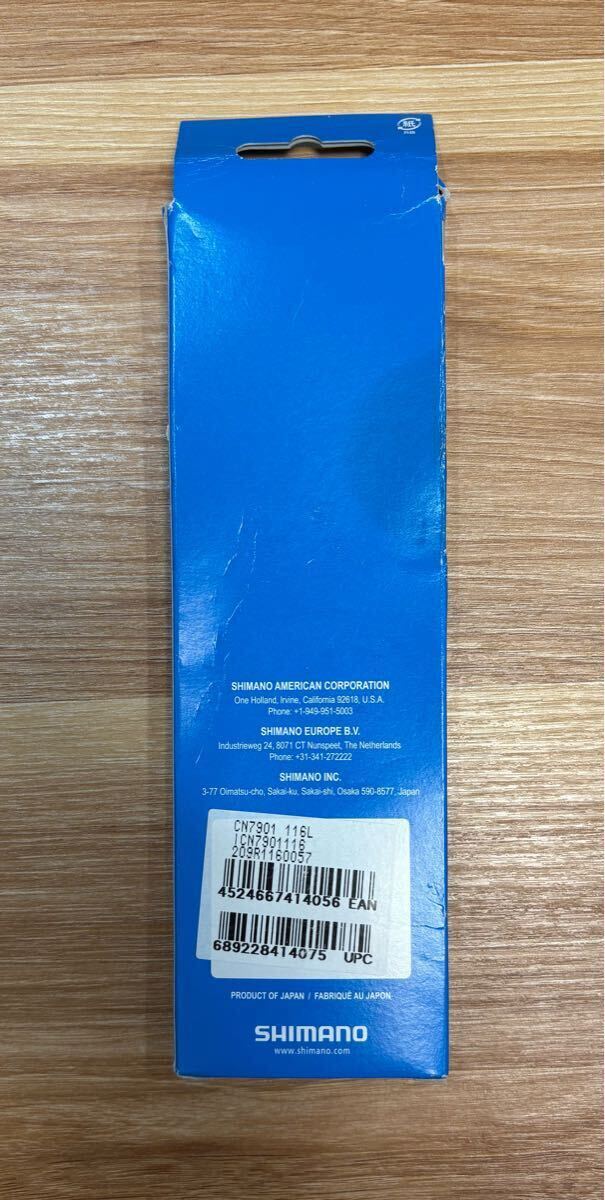 紙
SHIMANO AMERICAN CORPORATION
One Holland, Irvine, California 92618, U.S.A.
Phone: +1-949-951-5003
SHIMANO EUROPE B.V.
Industrieweg 24, 8071 CT Nunspeet, The Netherlands
Phone: +31-341-272222
SHIMANO INC.
3-77 Oimatsu-cho, Sakai-ku, Sakai-shi, Osaka 590-8577, Japan
CN7901 116L
ICN7901116
209R1160057
4524667414056 EAN
689228414075 UPC
PRODUCT OF JAPAN / FABRIQUÉ AU JAPON
SHIMANO
www.shimano.com